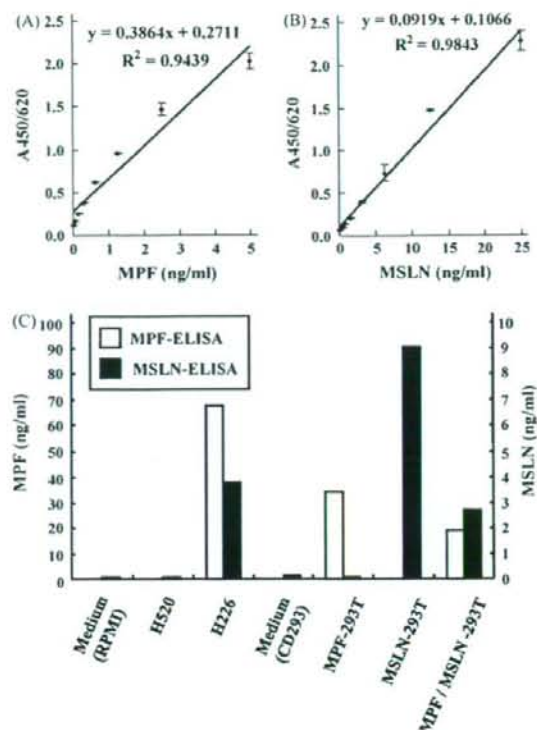 (A)
y = 0.3864x + 0.2711
R² = 0.9439
A450/620
2.5
2.0
1.5
1.0
0.5
0.0
0 1 2 3 4 5
MPF (ng/ml)
(B)
y = 0.0919x + 0.1066
R² = 0.9843
A450/620
2.5
2.0
1.5
1.0
0.5
0.0
0 5 10 15 20 25
MSLN (ng/ml)
(C)
MPF-ELISA
MSLN-ELISA
MPF (ng/ml)
100
90
80
70
60
50
40
30
20
10
0
MSLN (ng/ml)
10
9
8
7
6
5
4
3
2
1
0
Medium
(RPMI)
H520
H226
Medium
(CD293)
MPF-293T
MSLN-293T
MPF / MSLN -293T